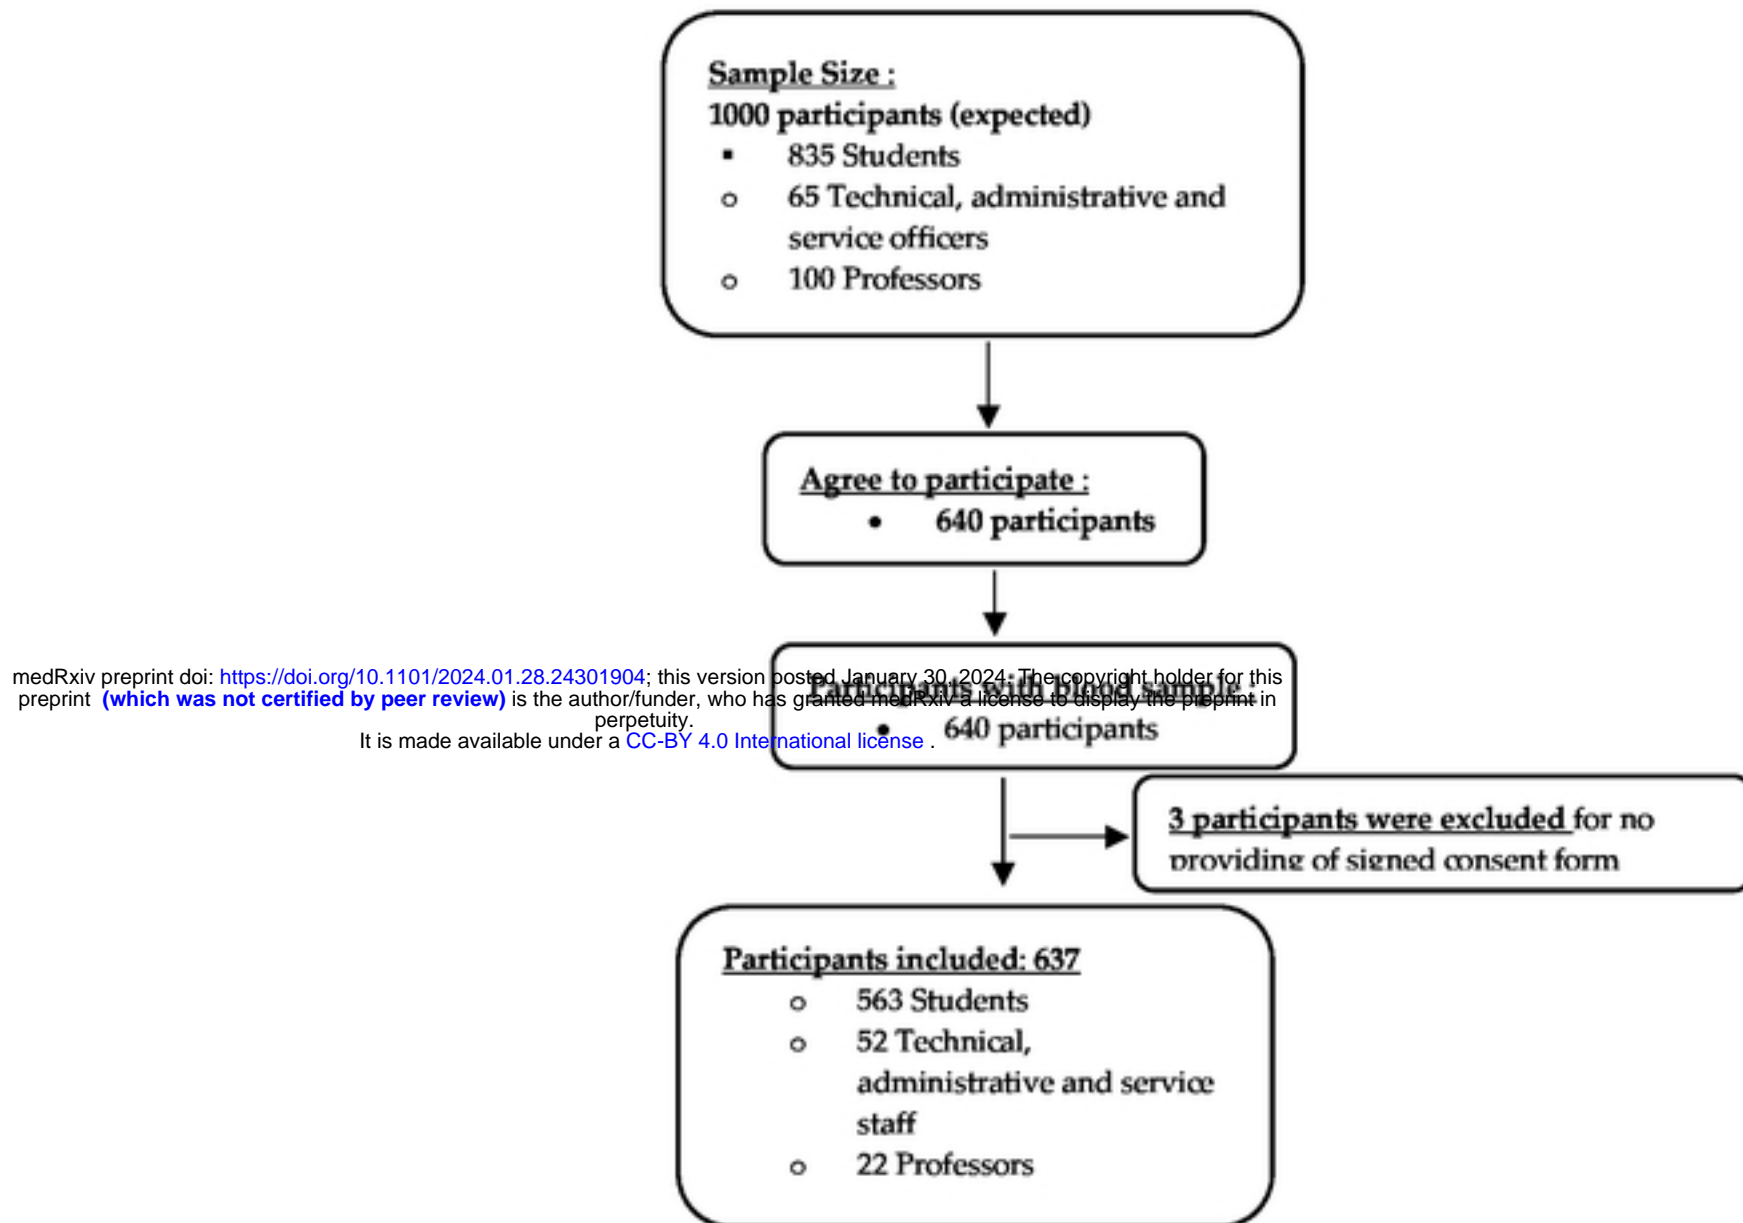 Sample Size :
1000 participants (expected)
▪ 835 Students
o 65 Technical, administrative and
service officers
o 100 Professors
Agree to participate :
• 640 participants
medRxiv preprint doi: https://doi.org/10.1101/2024.01.28.24301904; this version posted January 30, 2024. The copyright holder for this
preprint (which was not certified by peer review) is the author/funder, who has granted medRxiv a license to display the preprint in
perpetuity.
It is made available under a CC-BY 4.0 International license .
Participants with blood sample :
• 640 participants
3 participants were excluded for no
providing of signed consent form
Participants included: 637
o 563 Students
o 52 Technical,
administrative and service
staff
o 22 Professors